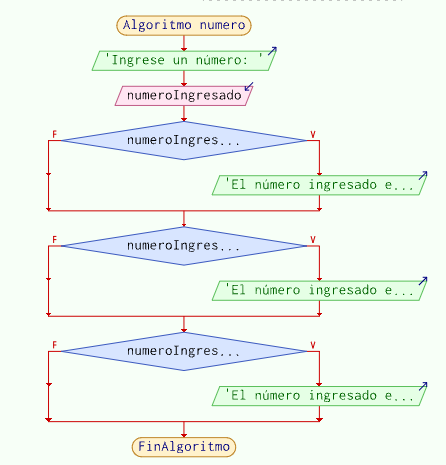 Algoritmo numero
'Ingrese un número: '
numeroIngresado
F
V
numeroIngres...
'El número ingresado e...
F
V
numeroIngres...
'El número ingresado e...
F
V
numeroIngres...
'El número ingresado e...
FinAlgoritmo